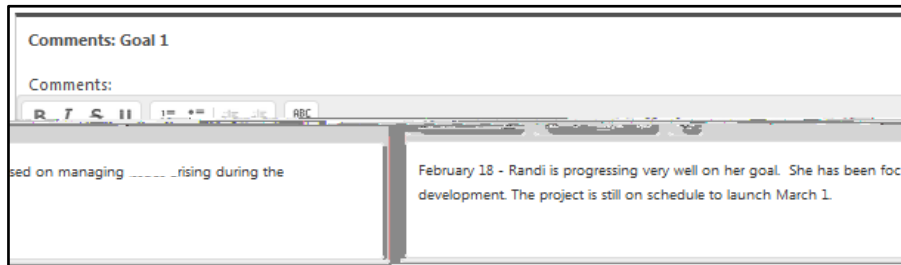 Comments: Goal 1
Comments:
B I S U ABC
sed on managing rising during the
February 18 - Randi is progressing very well on her goal. She has been foc
development. The project is still on schedule to launch March 1.